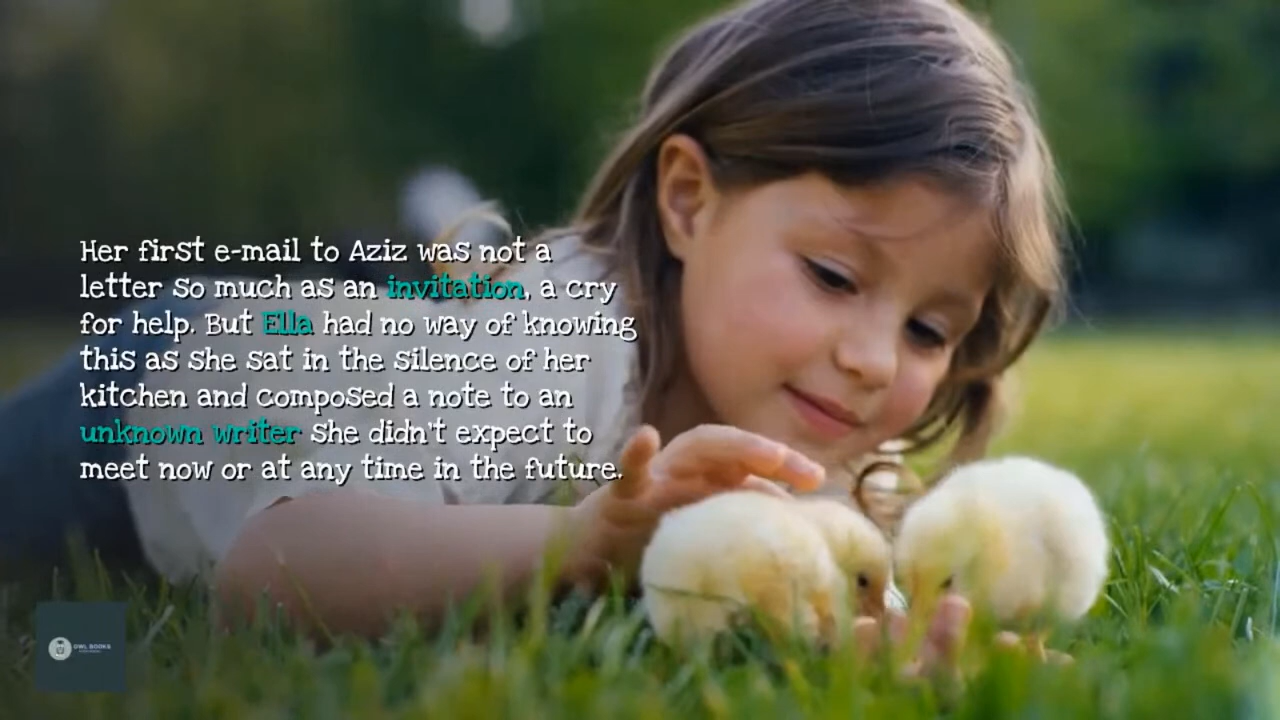 Her first e-mail to Aziz was not a
letter so much as an invitation, a cry
for help. But Ella had no way of knowing
this as she sat in the silence of her
kitchen and composed a note to an
unknown writer she didn't expect to
meet now or at any time in the future.
OWL BOOKS